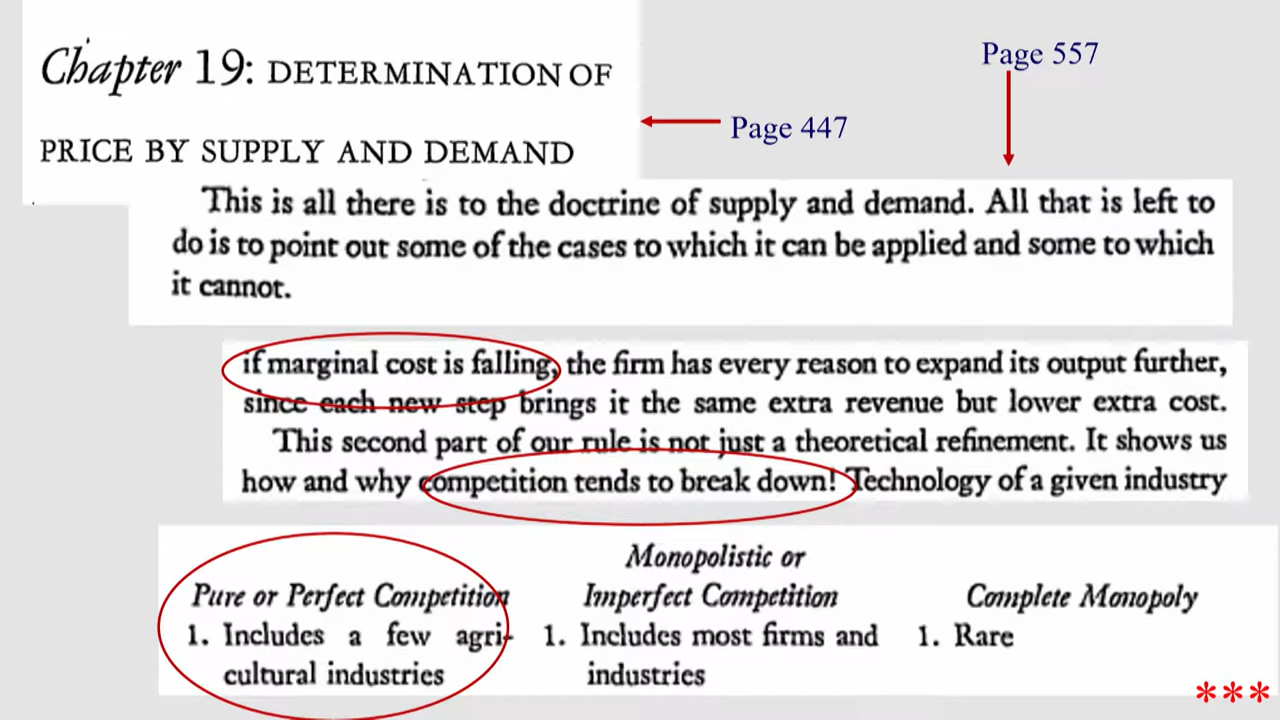 Chapter 19: DETERMINATION OF
PRICE BY SUPPLY AND DEMAND
Page 447
Page 557
This is all there is to the doctrine of supply and demand. All that is left to
do is to point out some of the cases to which it can be applied and some to which
it cannot.
if marginal cost is falling, the firm has every reason to expand its output further,
since each new step brings it the same extra revenue but lower extra cost.
This second part of our rule is not just a theoretical refinement. It shows us
how and why competition tends to break down! Technology of a given industry
Pure or Perfect Competition
1. Includes a few agri-
cultural industries
Monopolistic or
Imperfect Competition
1. Includes most firms and
industries
Complete Monopoly
1. Rare
***